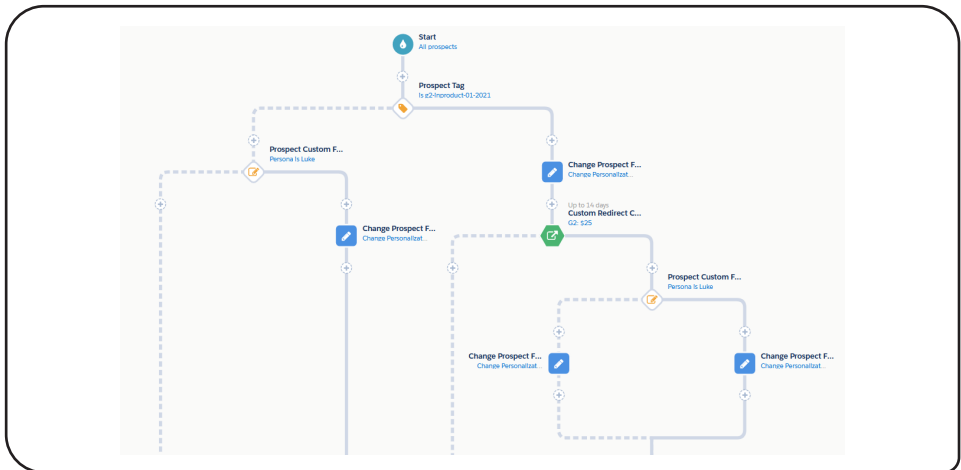 Start
All prospects
Prospect Tag
Is g2-Inproduct-01-2021
Prospect Custom F...
Persona Is Luke
Change Prospect F...
Change Personalizat...
Up to 14 days
Custom Redirect C...
G2: $25
Change Prospect F...
Change Personalizat...
Prospect Custom F...
Persona Is Luke
Change Prospect F...
Change Personalizat...
Change Prospect F...
Change Personalizat...